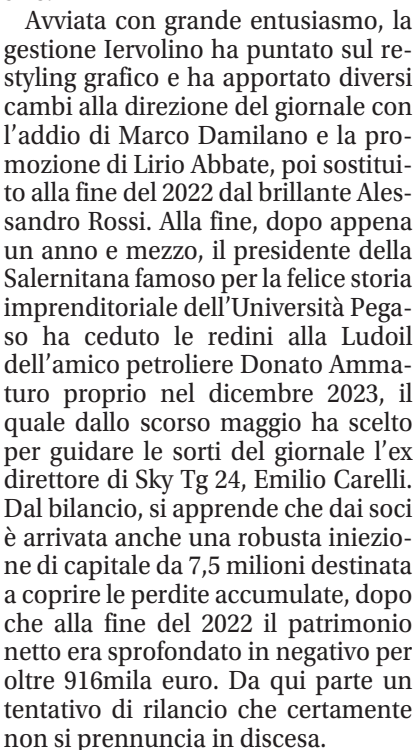 Avviata con grande entusiasmo, la
gestione Iervolino ha puntato sul re-
styling grafico e ha apportato diversi
cambi alla direzione del giornale con
l'addio di Marco Damilano e la pro-
mozione di Lirio Abbate, poi sostitui-
to alla fine del 2022 dal brillante Ales-
sandro Rossi. Alla fine, dopo appena
un anno e mezzo, il presidente della
Salernitana famoso per la felice storia
imprenditoriale dell'Università Pega-
so ha ceduto le redini alla Ludoil
dell'amico petroliere Donato Amma-
turo proprio nel dicembre 2023, il
quale dallo scorso maggio ha scelto
per guidare le sorti del giornale l'ex
direttore di Sky Tg 24, Emilio Carelli.
Dal bilancio, si apprende che dai soci
è arrivata anche una robusta iniezio-
ne di capitale da 7,5 milioni destinata
a coprire le perdite accumulate, dopo
che alla fine del 2022 il patrimonio
netto era sprofondato in negativo per
oltre 916mila euro. Da qui parte un
tentativo di rilancio che certamente
non si prennuncia in discesa.